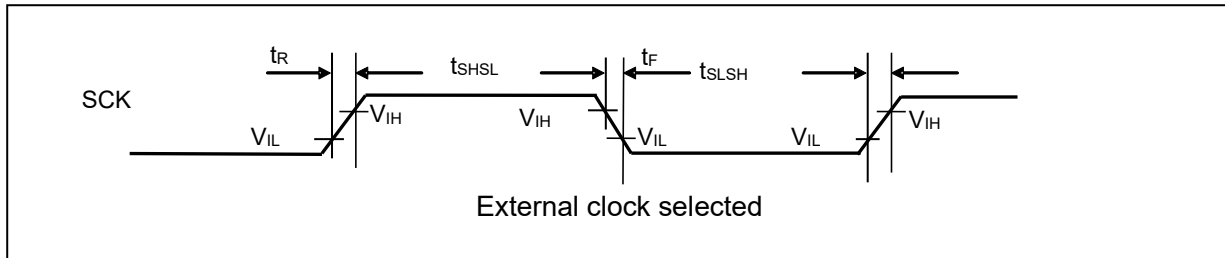 tR tSHSL tF tSLSH
SCK
VIH VIH VIH
VIL VIL VIL
External clock selected